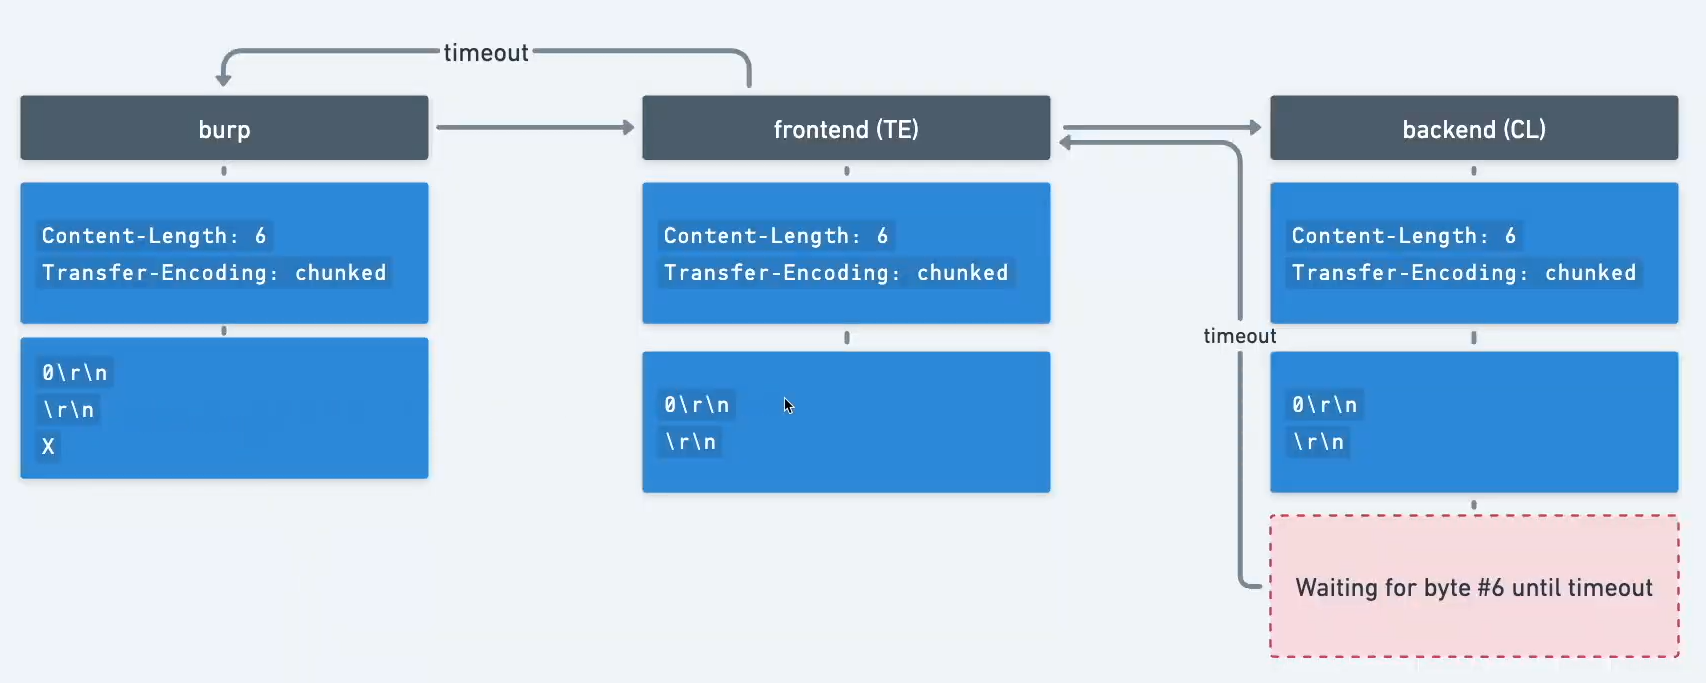 timeout
burp
frontend (TE)
backend (CL)
Content-Length: 6
Transfer-Encoding: chunked
0\r\n
\r\n
X
Content-Length: 6
Transfer-Encoding: chunked
0\r\n
\r\n
timeout
Content-Length: 6
Transfer-Encoding: chunked
0\r\n
\r\n
Waiting for byte #6 until timeout